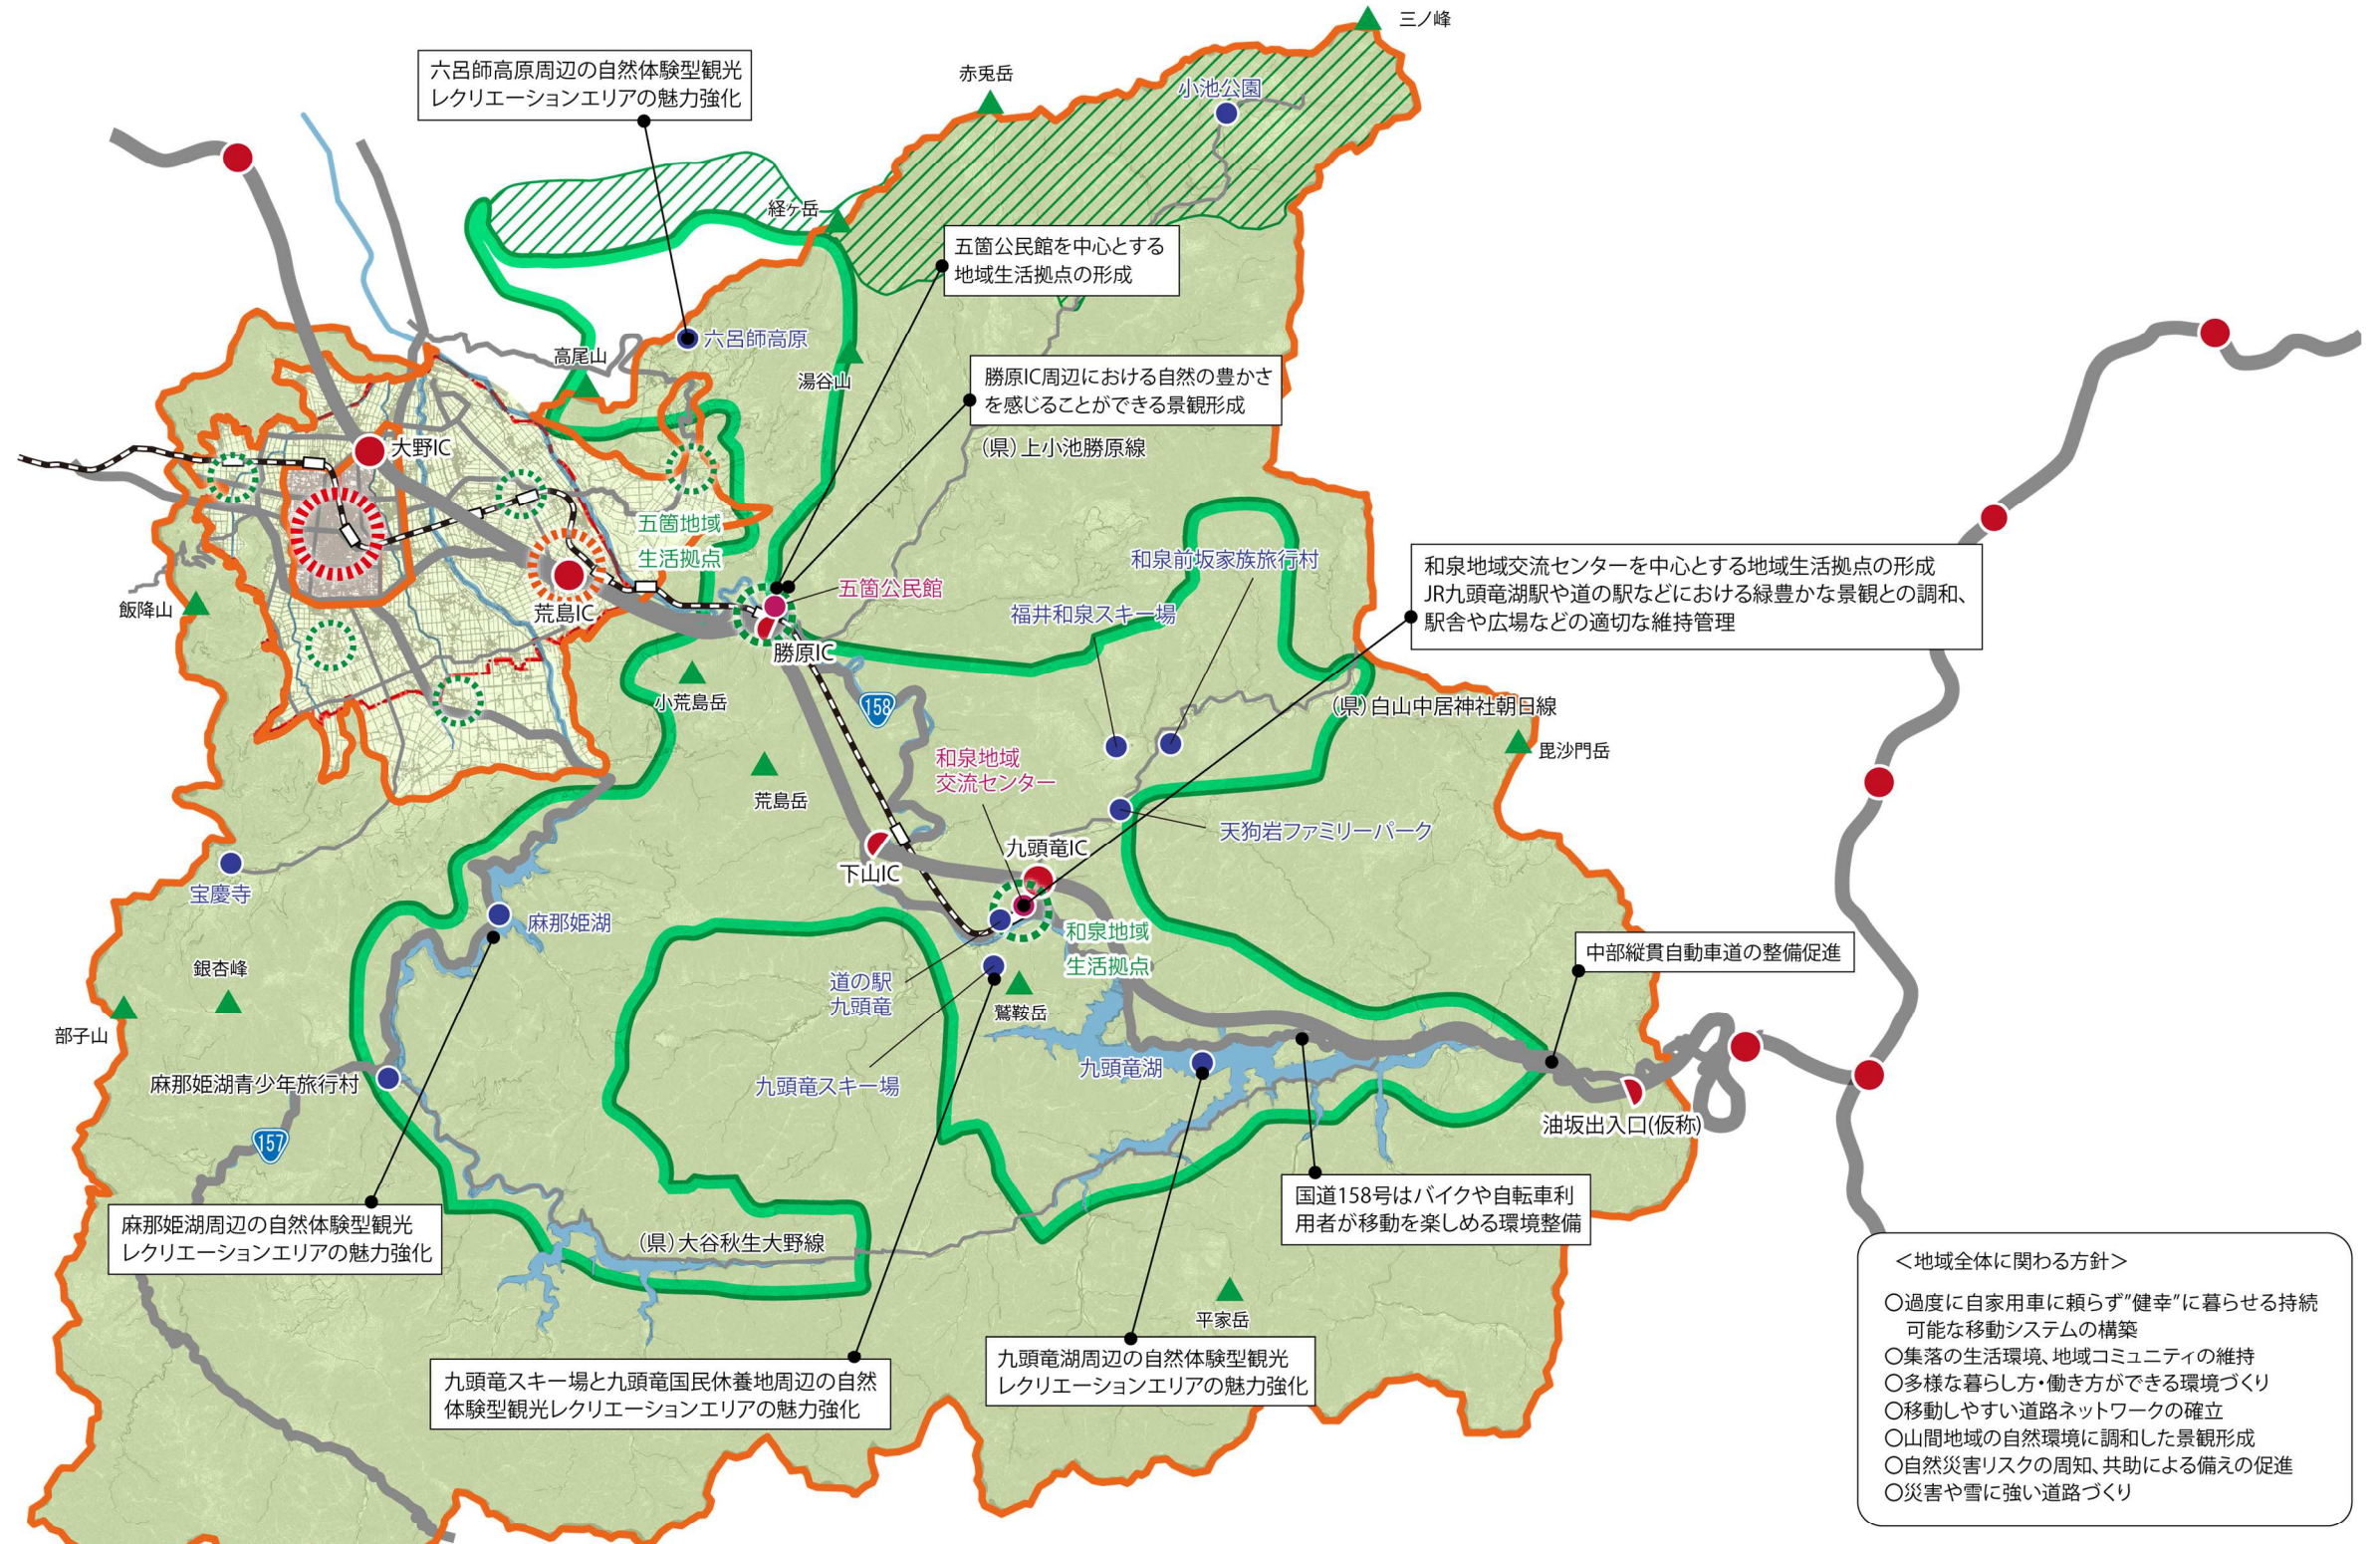 三ノ峰
赤兎岳
小池公園
六呂師高原周辺の自然体験型観光
レクリエーションエリアの魅力強化
経ヶ岳
五箇公民館を中心とする
地域生活拠点の形成
六呂師高原
高尾山
湯谷山
勝原IC周辺における自然の豊かさ
を感じることができる景観形成
(県)上小池勝原線
大野IC
五箇地域
生活拠点
和泉前坂家族旅行村
和泉地域交流センターを中心とする地域生活拠点の形成
JR九頭竜湖駅や道の駅などにおける緑豊かな景観との調和、
駅舎や広場などの適切な維持管理
五箇公民館
飯降山
荒島IC
福井和泉スキー場
勝原IC
小荒島岳
158
(県)白山中居神社朝日線
毘沙門岳
和泉地域
交流センター
荒島岳
天狗岩ファミリーパーク
九頭竜IC
下山IC
宝慶寺
麻那姫湖
和泉地域
生活拠点
中部縦貫自動車道の整備促進
銀杏峰
道の駅
九頭竜
鷲鞍岳
部子山
九頭竜湖
麻那姫湖青少年旅行村
九頭竜スキー場
油坂出入口(仮称)
157
国道158号はバイクや自転車利
用者が移動を楽しめる環境整備
麻那姫湖周辺の自然体験型観光
レクリエーションエリアの魅力強化
(県)大谷秋生大野線
平家岳
九頭竜スキー場と九頭竜国民休養地周辺の自然
体験型観光レクリエーションエリアの魅力強化
九頭竜湖周辺の自然体験型観光
レクリエーションエリアの魅力強化
＜地域全体に関わる方針＞
○過度に自家用車に頼らず"健幸"に暮らせる持続
可能な移動システムの構築
○集落の生活環境、地域コミュニティの維持
○多様な暮らし方・働き方ができる環境づくり
○移動しやすい道路ネットワークの確立
○山間地域の自然環境に調和した景観形成
○自然災害リスクの周知、共助による備えの促進
○災害や雪に強い道路づくり